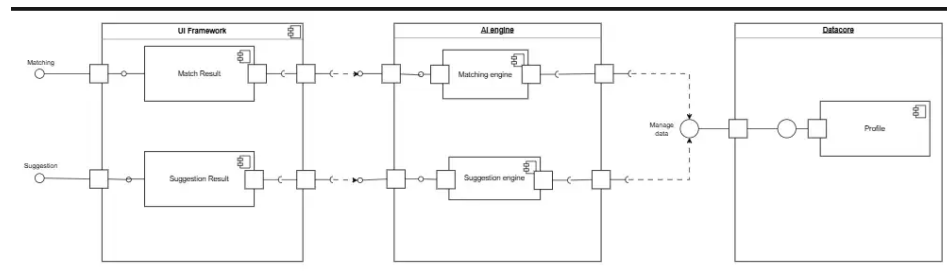 UI Framework
AI engine
Datacore
Matching
Match Result
Matching engine
Manage
data
Profile
Suggestion
Suggestion Result
Suggestion engine